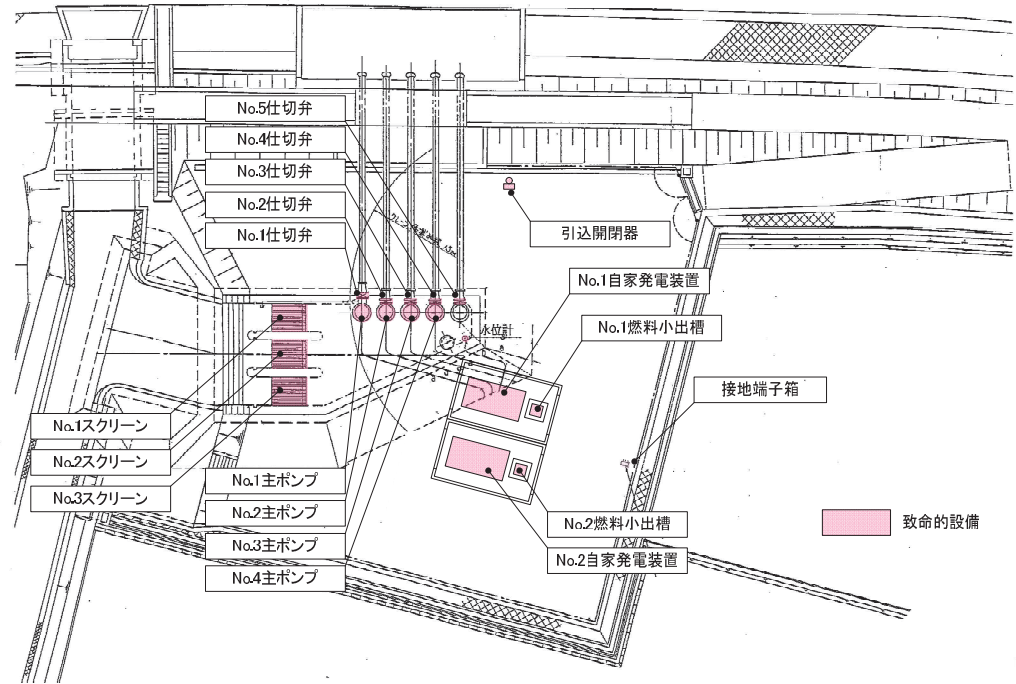 No.5仕切弁
No.4仕切弁
No.3仕切弁
No.2仕切弁
No.1仕切弁
引込開閉器
No.1自家発電装置
No.1燃料小出槽
水位計
接地端子箱
No.1スクリーン
No.2スクリーン
No.3スクリーン
No.1主ポンプ
No.2主ポンプ
No.3主ポンプ
No.4主ポンプ
No.2燃料小出槽
No.2自家発電装置
致命的設備